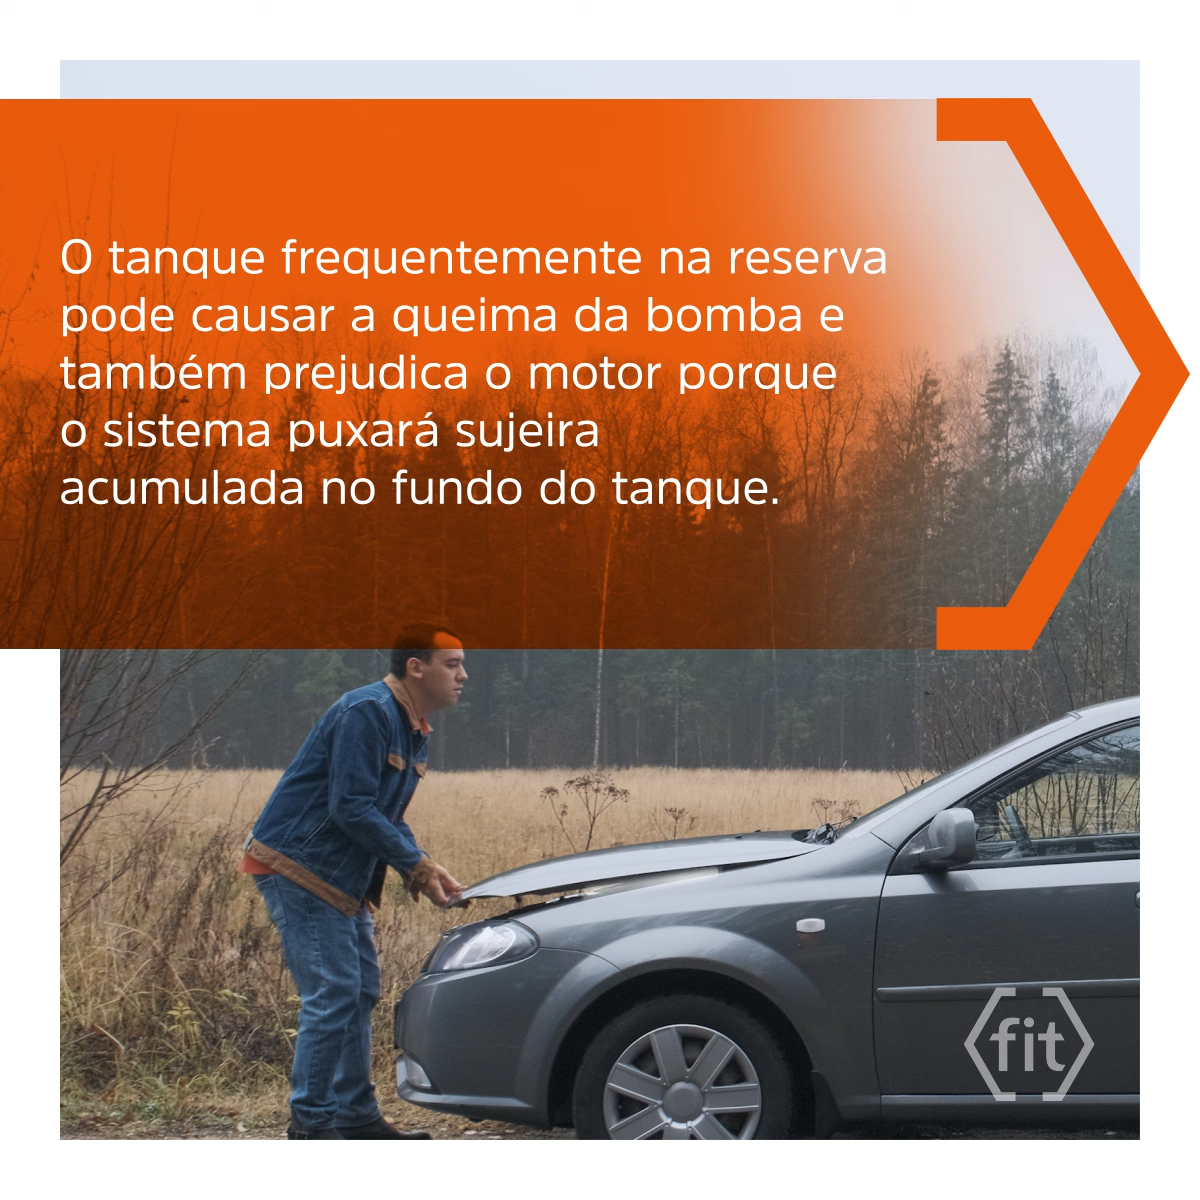 O tanque frequentemente na reserva
pode causar a queima da bomba e
também prejudica o motor porque
o sistema puxará sujeira
acumulada no fundo do tanque.
fit